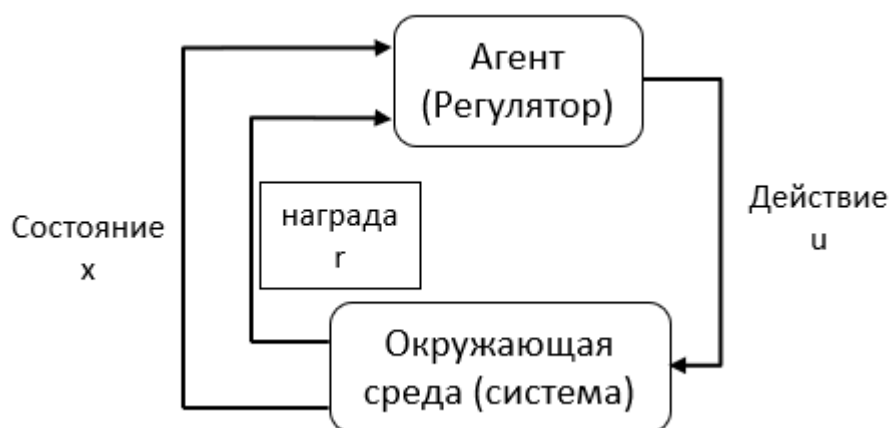 Агент
(Регулятор)
Состояние
x
награда
r
Действие
u
Окружающая
среда (система)